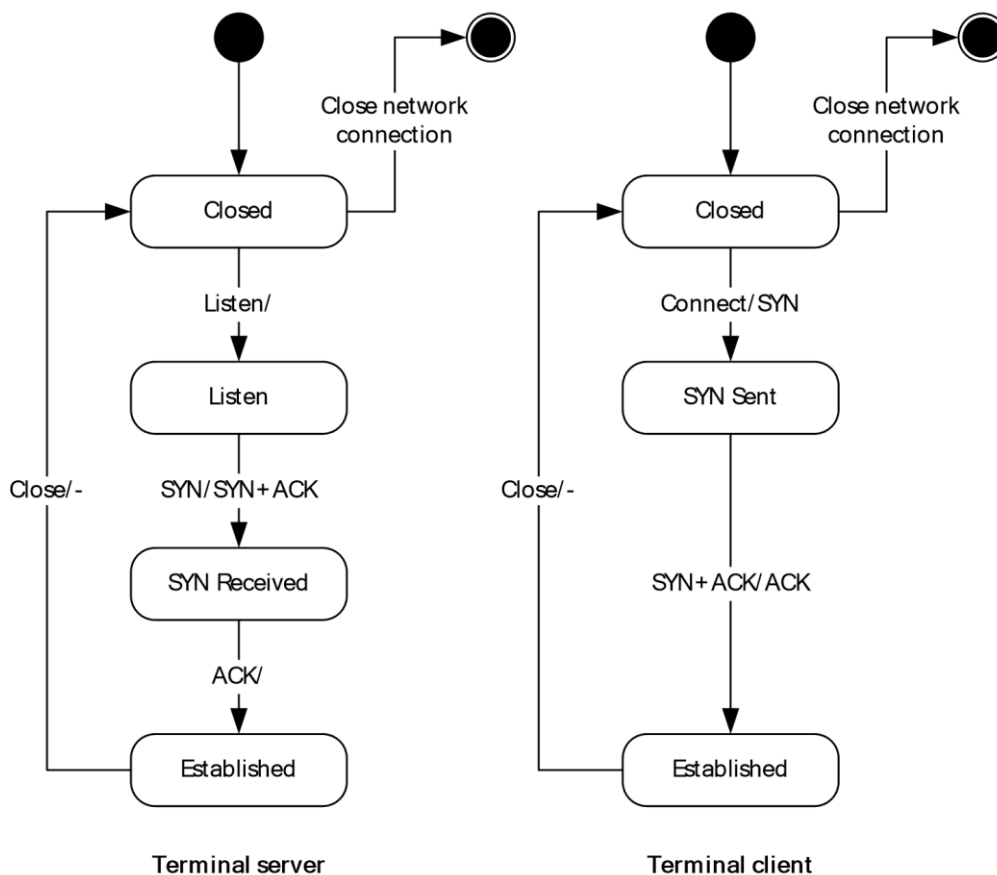 Close network
connection
Closed
Listen/
Listen
Close/-
SYN/SYN+ACK
SYN Received
ACK/
Established
Terminal server
Close network
connection
Closed
Connect/SYN
SYN Sent
Close/-
SYN+ACK/ACK
Established
Terminal client